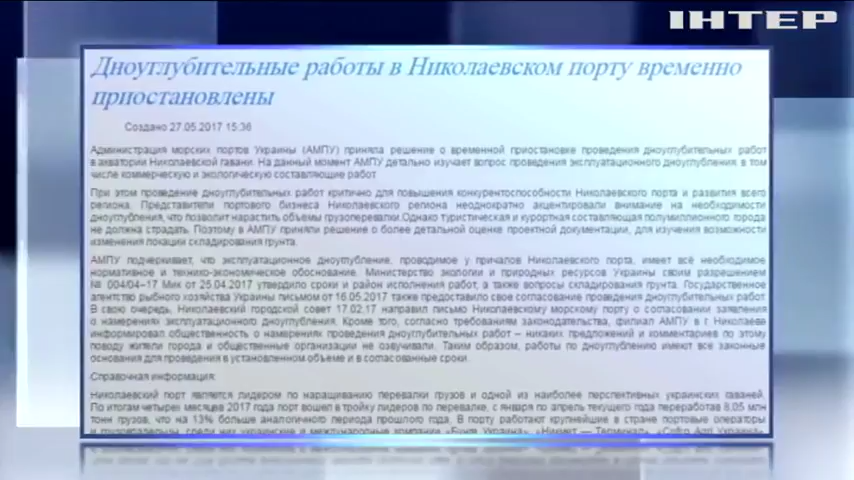 ІНТЕР
Дноуглубительные работы в Николаевском порту временно
приостановлены
Создано 27.05.2017 15:36
Администрация морских портов Украины (АМПУ) приняла решение о временной приостановке проведения дноуглубительных работ
в акватории Николаевской гавани. На данный момент АМПУ детально изучает вопрос проведения эксплуатационного дноуглубления, в том
числе коммерческую и экологическую составляющие работ.
При этом проведение дноуглубительных работ критично для повышения конкурентоспособности Николаевского порта и развития всего
региона. Представители портового бизнеса Николаевского региона неоднократно акцентировали внимание на необходимости
дноуглубления, что позволит нарастить объемы грузоперевалки.Однако туристическая и курортная составляющая полумиллионного города
не должна страдать. Поэтому в АМПУ приняли решение о более детальной оценке проектной документации, для изучения возможности
изменения локации складирования грунта.
АМПУ подчеркивает, что эксплуатационное дноуглубление, проводимое у причалов Николаевского порта, имеет всё необходимое
нормативное и технико-экономическое обоснование. Министерство экологии и природных ресурсов Украины своим разрешением
№ 004/04–17 Мик от 25.04.2017 утвердило сроки и район исполнения работ, а также вопросы складирования грунта. Государственное
агентство рыбного хозяйства Украины письмом от 16.05.2017 также предоставило свое согласование проведения дноуглубительных работ.
В свою очередь, Николаевский городской совет 17.02.17 направил письмо Николаевскому морскому порту о согласовании заявления
о намерениях эксплуатационного дноуглубления. Кроме того, согласно требованиям законодательства, филиал АМПУ в г. Николаеве
информировал общественность о намерениях проведения дноуглубительных работ – никаких предложений и комментариев по этому
поводу жители города и общественные организации не озвучивали. Таким образом, работы по дноуглублению имеют все законные
основания для проведения в установленном объеме и в согласованные сроки.
Справочная информация:
Николаевский порт является лидером по наращиванию перевалки грузов и одной из наиболее перспективных украинских гаваней.
По итогам четырех месяцев 2017 года порт вошел в тройку лидеров по перевалке, с января по апрель текущего года переработав 8,05 млн
тонн грузов, что на 13% больше аналогичного периода прошлого года. В порту работают крупнейшие в стране портовые операторы
и грузовладельцы, среди них украинские и международные компании «Бунге Украина», «Никмет — Терминал»,